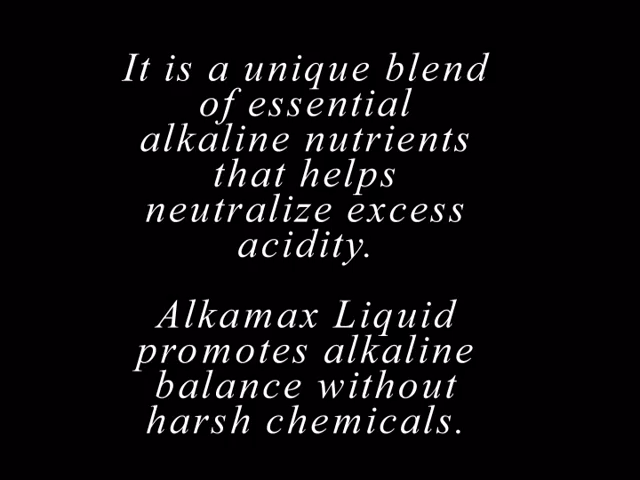 It is a unique blend
of essential
alkaline nutrients
that helps
neutralize excess
acidity.
Alkamax Liquid
promotes alkaline
balance without
harsh chemicals.